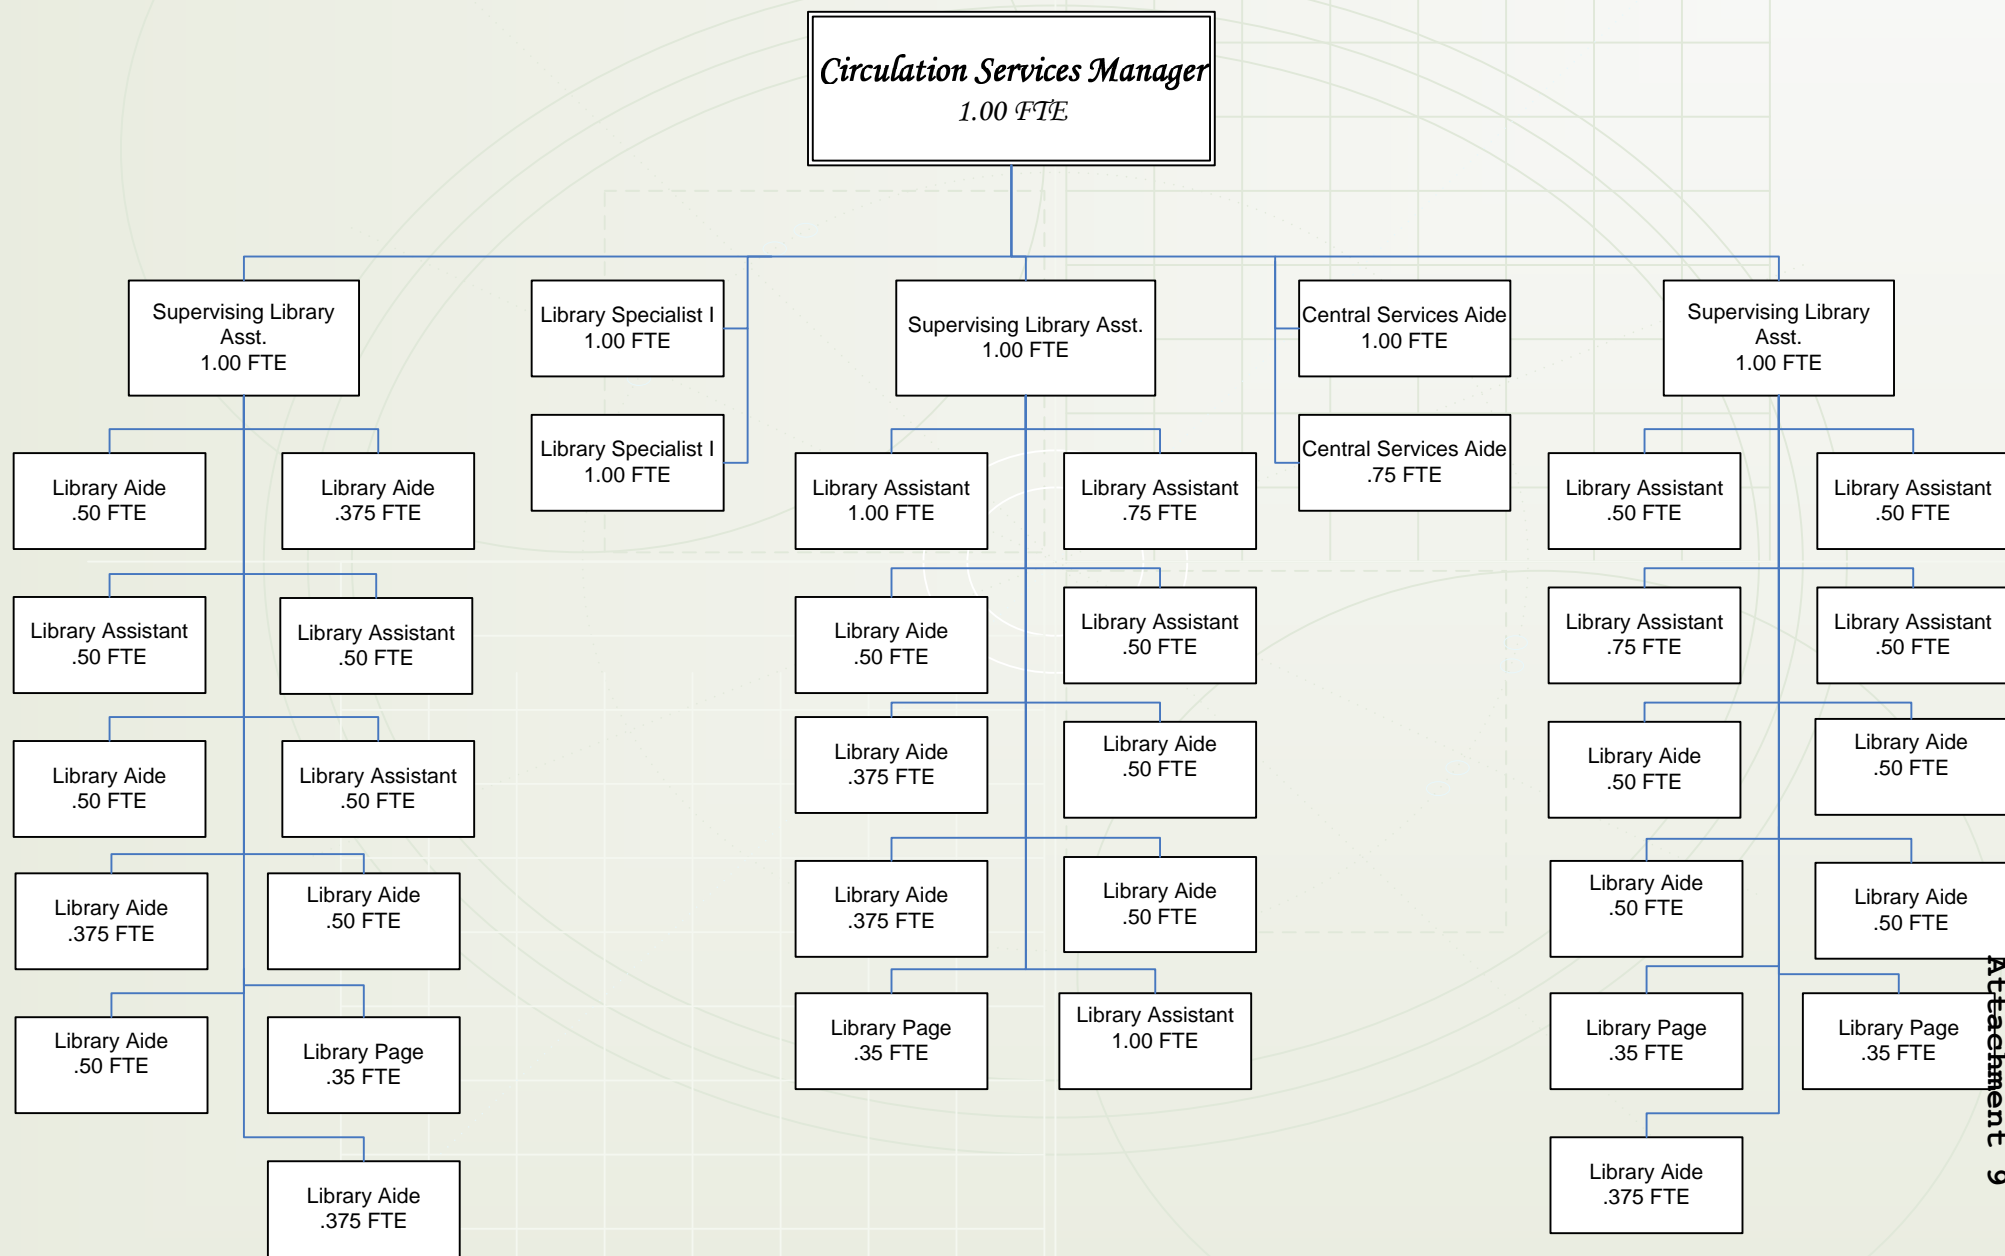 Circulation Services Manager
1.00 FTE
Supervising Library
Asst.
1.00 FTE
Library Specialist I
1.00 FTE
Supervising Library Asst.
1.00 FTE
Central Services Aide
1.00 FTE
Supervising Library
Asst.
1.00 FTE
Library Specialist I
1.00 FTE
Central Services Aide
.75 FTE
Library Aide
.50 FTE
Library Aide
.375 FTE
Library Assistant
.50 FTE
Library Assistant
.50 FTE
Library Aide
.50 FTE
Library Assistant
.50 FTE
Library Aide
.375 FTE
Library Aide
.50 FTE
Library Aide
.50 FTE
Library Page
.35 FTE
Library Aide
.375 FTE
Library Assistant
1.00 FTE
Library Assistant
.75 FTE
Library Aide
.50 FTE
Library Assistant
.50 FTE
Library Aide
.375 FTE
Library Aide
.50 FTE
Library Aide
.375 FTE
Library Aide
.50 FTE
Library Page
.35 FTE
Library Assistant
1.00 FTE
Library Assistant
.50 FTE
Library Assistant
.50 FTE
Library Assistant
.75 FTE
Library Assistant
.50 FTE
Library Aide
.50 FTE
Library Aide
.50 FTE
Library Aide
.50 FTE
Library Aide
.50 FTE
Library Page
.35 FTE
Library Page
.35 FTE
Library Aide
.375 FTE
Attachment 9